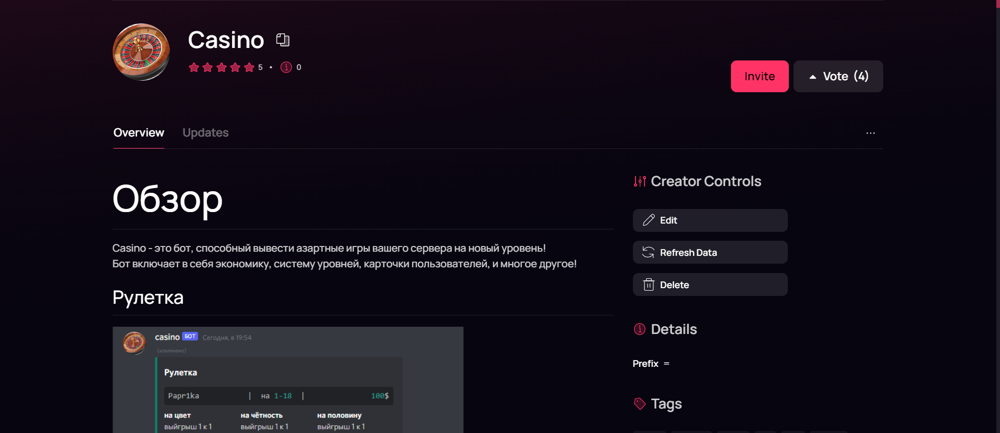 Casino
5 • 0
Invite
Vote (4)
Overview
Updates
...
Обзор
Casino - это бот, способный вывести азартные игры вашего сервера на новый уровень!
Бот включает в себя экономику, систему уровней, карточки пользователей, и многое другое!
Рулетка
casino БОТ Сегодня, в 19:54
(изменено)
Рулетка
Papr1ka | на 1-18 | 100$
на цвет на чётность на половину
выйгрыш 1 к 1 выйгрыш 1 к 1 выйгрыш 1 к 1
Creator Controls
Edit
Refresh Data
Delete
Details
Prefix =
Tags